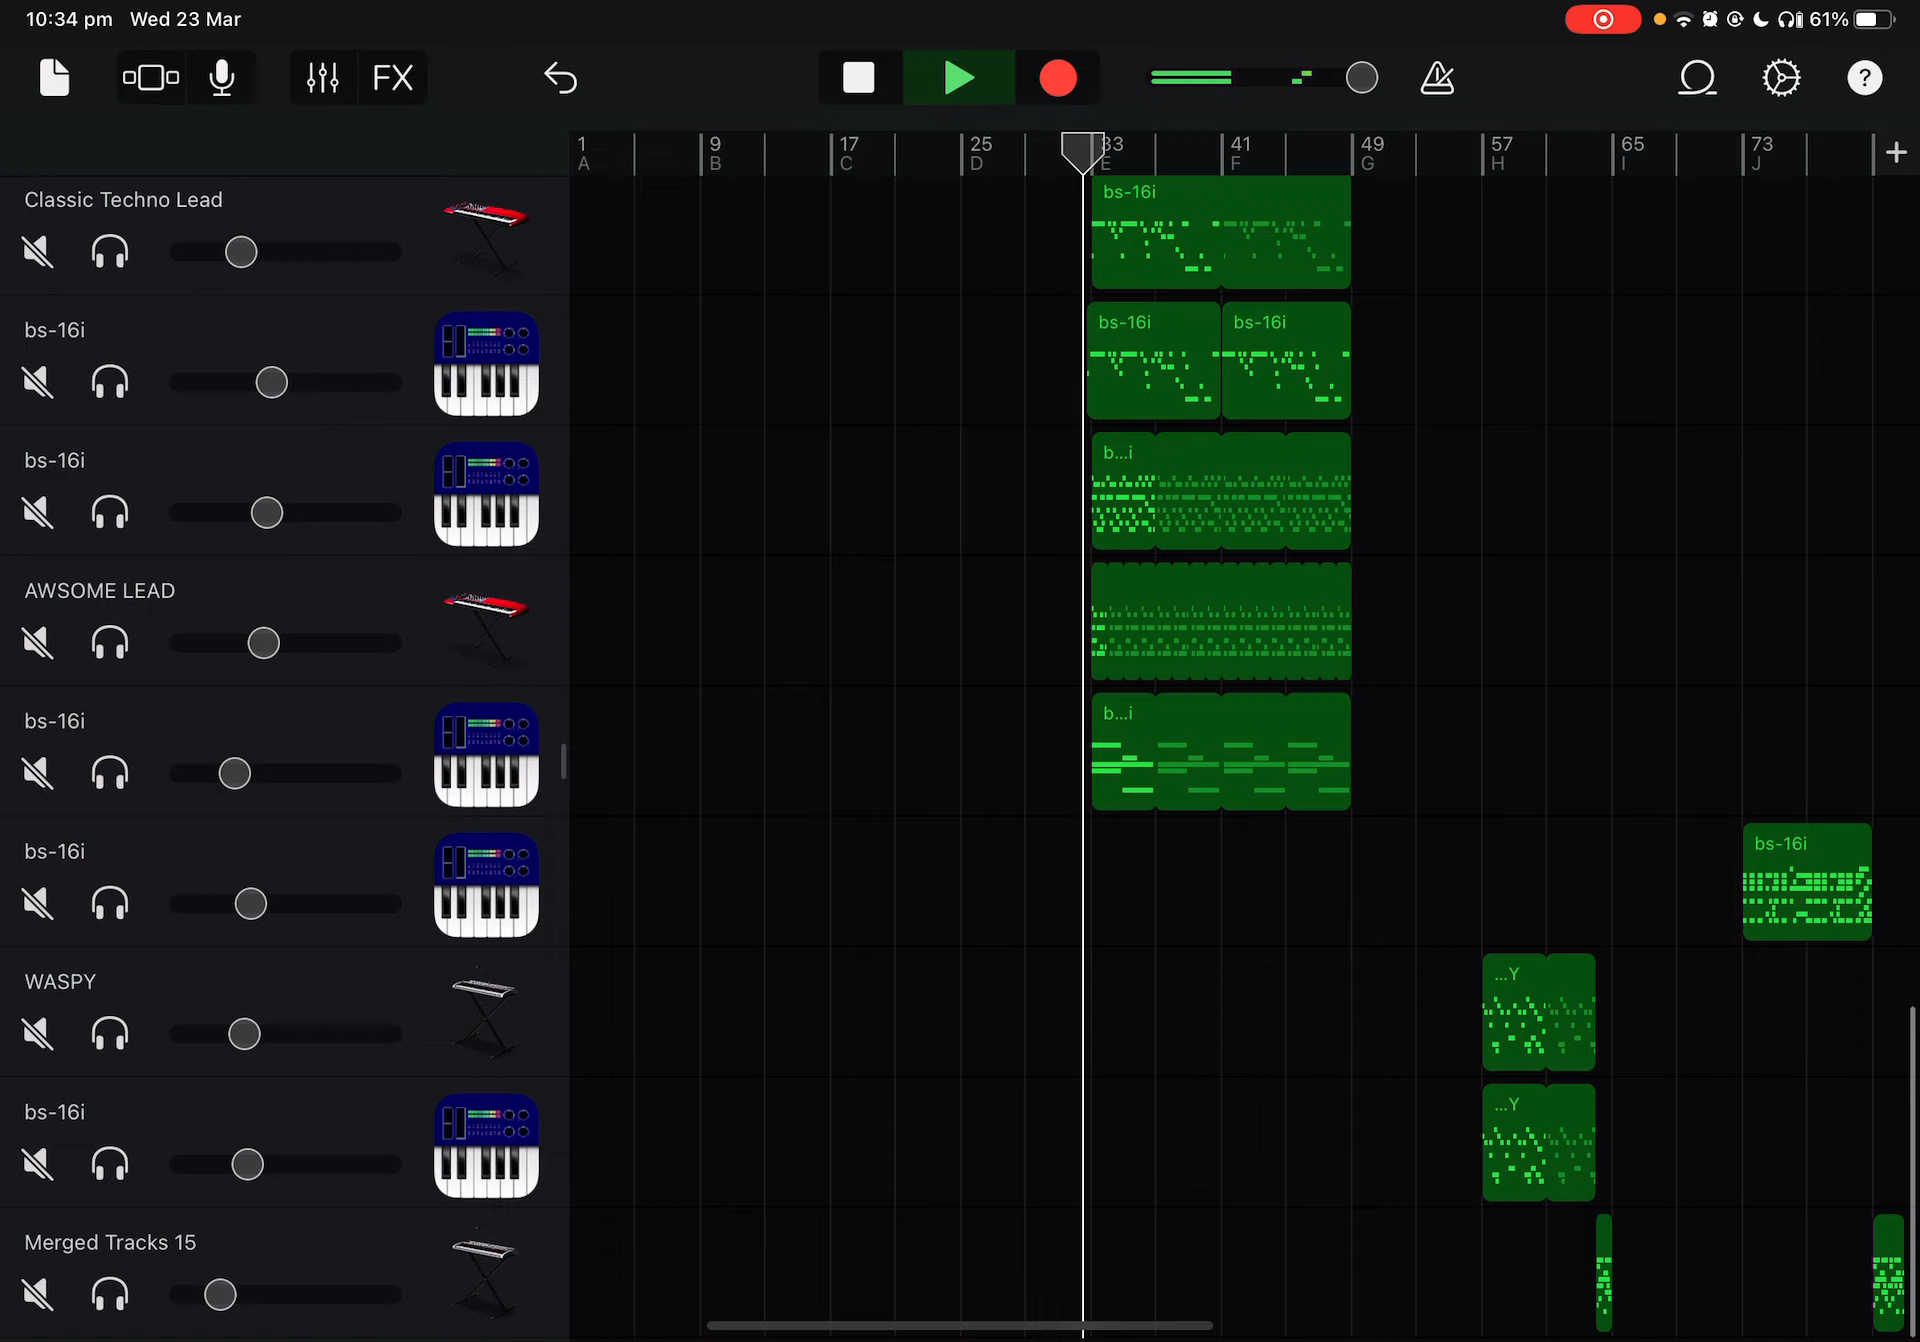 10:34 pm Wed 23 Mar
61%
FX
?
1 9 17 25 33 41 49 57 65 73
A B C D E F G H I J
Classic Techno Lead
bs-16i
bs-16i
bs-16i
bs-16i
bs-16i
b...i
AWSOME LEAD
bs-16i
b...i
bs-16i
bs-16i
WASPY
...Y
bs-16i
...Y
Merged Tracks 15